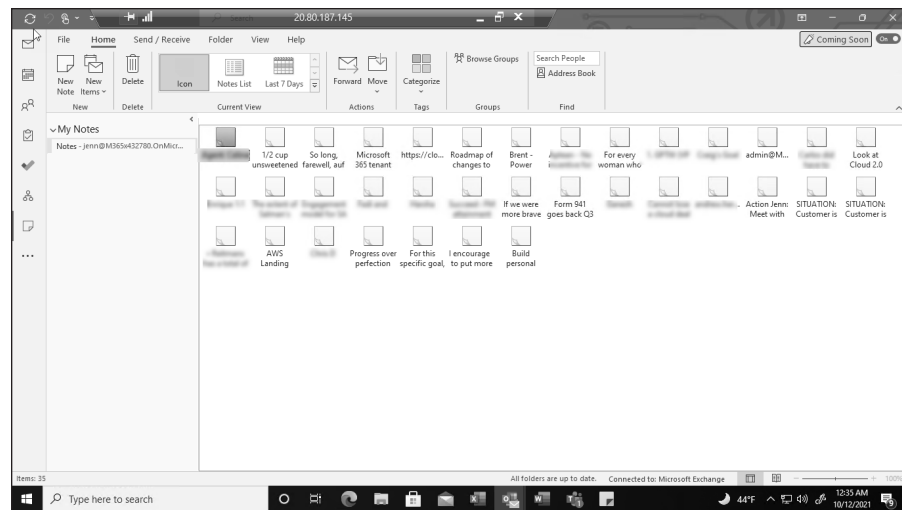 Search
20.80.187.145
File Home Send / Receive Folder View Help
Coming Soon On
New Note
New Items
Delete
Icon
Notes List
Last 7 Days
Forward Move
Categorize
Browse Groups
Search People
Address Book
New Delete Current View Actions Tags Groups Find
My Notes
Notes - jenn@M365x432780.OnMicr...
1/2 cup unsweetened
So long, farewell, auf
Microsoft 365 tenant
https://clo...
Roadmap of changes to
Brent - Power
For every woman who
admin@M...
Look at Cloud 2.0
If we were more brave
Form 941 goes back Q3
Action Jenn: Meet with
SITUATION: Customer is
SITUATION: Customer is
AWS Landing
Progress over perfection
For this specific goal,
I encourage to put more
Build personal
Items: 35
All folders are up to date. Connected to: Microsoft Exchange 100%
Type here to search
44°F
12:35 AM
10/12/2021